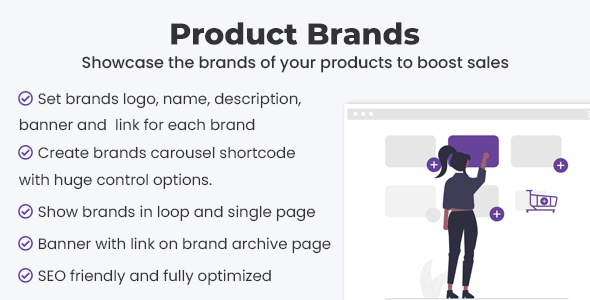 Product Brands
Showcase the brands of your products to boost sales
Set brands logo, name, description,
banner and link for each brand
Create brands carousel shortcode
with huge control options.
Show brands in loop and single page
Banner with link on brand archive page
SEO friendly and fully optimized